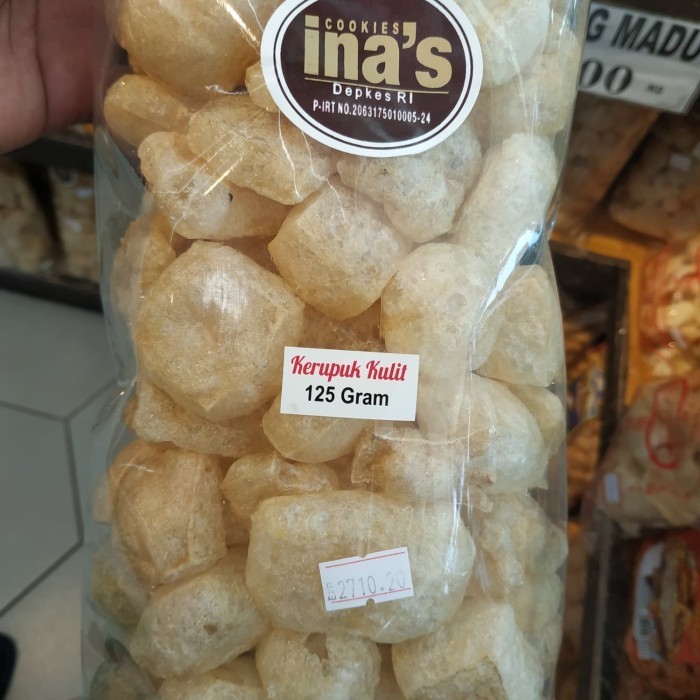 COOKIES
ina's
Depkes RI
P-IRT NO.2063175010005-24
G MADU
00
Kerupuk Kulit
125 Gram
2710.20